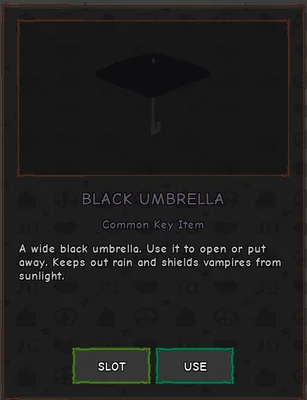 BLACK UMBRELLA
Common Key Item
A wide black umbrella. Use it to open or put
away. Keeps out rain and shields vampires from
sunlight.
SLOT
USE